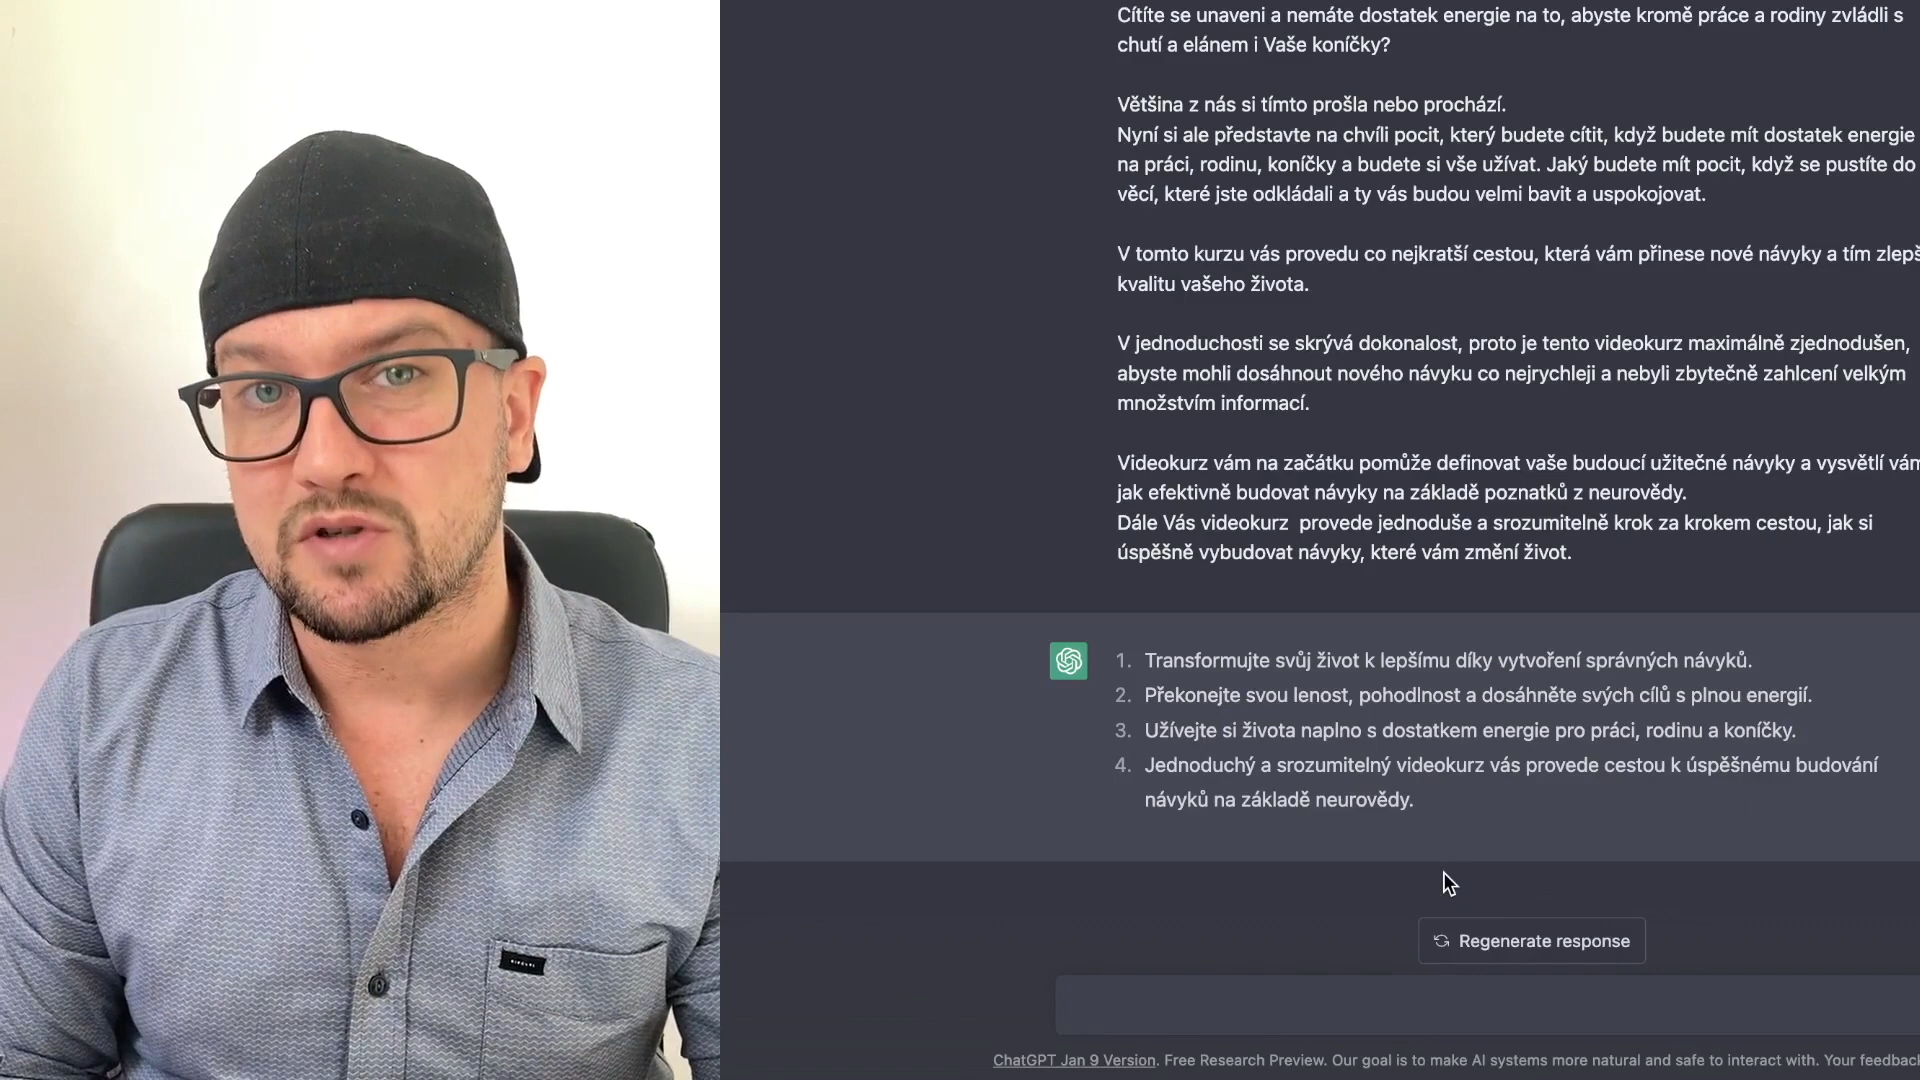 Cítíte se unaveni a nemáte dostatek energie na to, abyste kromě práce a rodiny zvládli s
chutí a elánem i Vaše koníčky?
Většina z nás si tímto prošla nebo prochází.
Nyní si ale představte na chvíli pocit, který budete cítit, když budete mít dostatek energie
na práci, rodinu, koníčky a budete si vše užívat. Jaký budete mít pocit, když se pustíte do
věcí, které jste odkládali a ty vás budou velmi bavit a uspokojovat.
V tomto kurzu vás provedu co nejkratší cestou, která vám přinese nové návyky a tím zlepš
kvalitu vašeho života.
V jednoduchosti se skrývá dokonalost, proto je tento videokurz maximálně zjednodušen,
abyste mohli dosáhnout nového návyku co nejrychleji a nebyli zbytečně zahlcení velkým
množstvím informací.
Videokurz vám na začátku pomůže definovat vaše budoucí užitečné návyky a vysvětlí vám
jak efektivně budovat návyky na základě poznatků z neurovědy.
Dále Vás videokurz  provede jednoduše a srozumitelně krok za krokem cestou, jak si
úspěšně vybudovat návyky, které vám změní život.
1. Transformujte svůj život k lepšímu díky vytvoření správných návyků.
2. Překonejte svou lenost, pohodlnost a dosáhněte svých cílů s plnou energií.
3. Užívejte si života naplno s dostatkem energie pro práci, rodinu a koníčky.
4. Jednoduchý a srozumitelný videokurz vás provede cestou k úspěšnému budování
návyků na základě neurovědy.
Regenerate response
ChatGPT Jan 9 Version. Free Research Preview. Our goal is to make AI systems more natural and safe to interact with. Your feedback